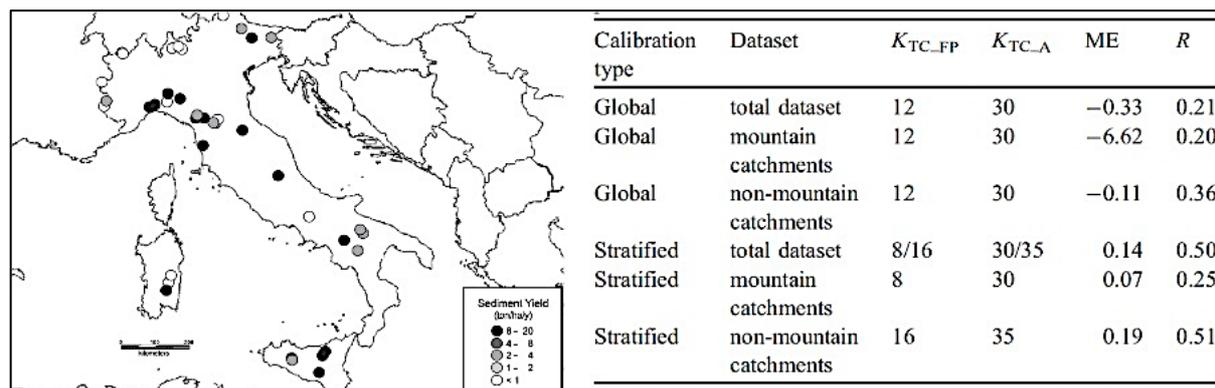 Sediment Yield
(ton/ha/y)
8 - 20
4 - 8
2 - 4
1 - 2
< 1
kilometers
Calibration type Dataset K_TC_FP K_TC_A ME R
Global total dataset 12 30 −0.33 0.21
Global mountain catchments 12 30 −6.62 0.20
Global non-mountain catchments 12 30 −0.11 0.36
Stratified total dataset 8/16 30/35 0.14 0.50
Stratified mountain catchments 8 30 0.07 0.25
Stratified non-mountain catchments 16 35 0.19 0.51